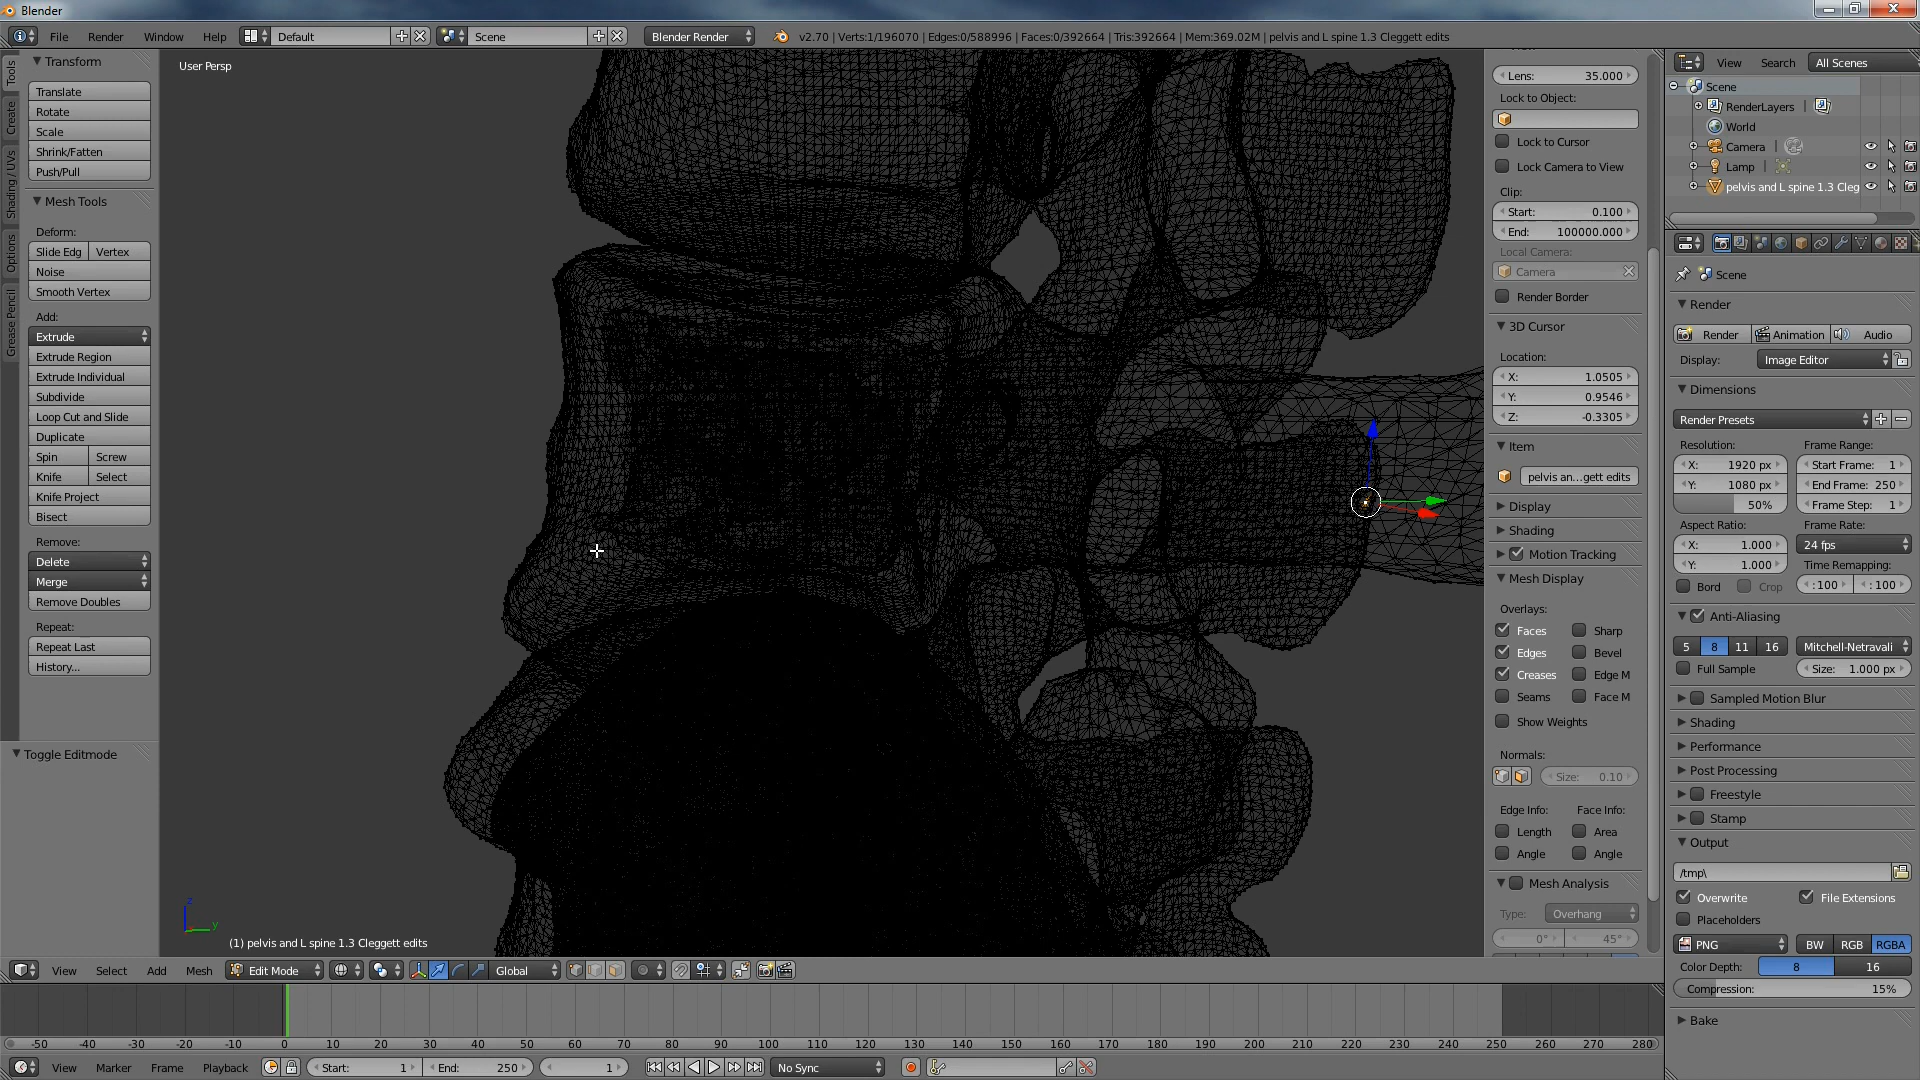 Blender
File Render Window Help Default Scene Blender Render v2.70 | Verts:1/196070 | Edges:0/588996 | Faces:0/392664 | Tris:392664 | Mem:369.02M | pelvis and L spine 1.3 Cleggett edits
Tools
Create
Shading / UVs
Options
Grease Pencil
Transform
Translate
Rotate
Scale
Shrink/Fatten
Push/Pull
Mesh Tools
Deform:
Slide Edg Vertex
Noise
Smooth Vertex
Add:
Extrude
Extrude Region
Extrude Individual
Subdivide
Loop Cut and Slide
Duplicate
Spin Screw
Knife Select
Knife Project
Bisect
Remove:
Delete
Merge
Remove Doubles
Repeat:
Repeat Last
History...
Toggle Editmode
User Persp
z
y
(1) pelvis and L spine 1.3 Cleggett edits
Lens: 35.000
Lock to Object:
Lock to Cursor
Lock Camera to View
Clip:
Start: 0.100
End: 100000.000
Local Camera:
Camera
Render Border
3D Cursor
Location:
X: 1.0505
Y: 0.9546
Z: -0.3305
Item
pelvis an...gett edits
Display
Shading
Motion Tracking
Mesh Display
Overlays:
Faces Sharp
Edges Bevel
Creases Edge M
Seams Face M
Show Weights
Normals:
Size: 0.10
Edge Info: Face Info:
Length Area
Angle Angle
Mesh Analysis
Type: Overhang
0° 45°
View Search All Scenes
Scene
RenderLayers
World
Camera
Lamp
pelvis and L spine 1.3 Cleg
Scene
Render
Render Animation Audio
Display: Image Editor
Dimensions
Render Presets
Resolution: Frame Range:
X: 1920 px Start Frame: 1
Y: 1080 px End Frame: 250
50% Frame Step: 1
Aspect Ratio: Frame Rate:
X: 1.000 24 fps
Y: 1.000 Time Remapping:
Bord Crop :100 :100
Anti-Aliasing
5 8 11 16 Mitchell-Netravali
Full Sample Size: 1.000 px
Sampled Motion Blur
Shading
Performance
Post Processing
Freestyle
Stamp
Output
/tmp\
Overwrite File Extensions
Placeholders
PNG BW RGB RGBA
Color Depth: 8 16
Compression: 15%
Bake
View Select Add Mesh Edit Mode Global
-50 -40 -30 -20 -10 0 10 20 30 40 50 60 70 80 90 100 110 120 130 140 150 160 170 180 190 200 210 220 230 240 250 260 270 280
View Marker Frame Playback Start: 1 End: 250 1 No Sync